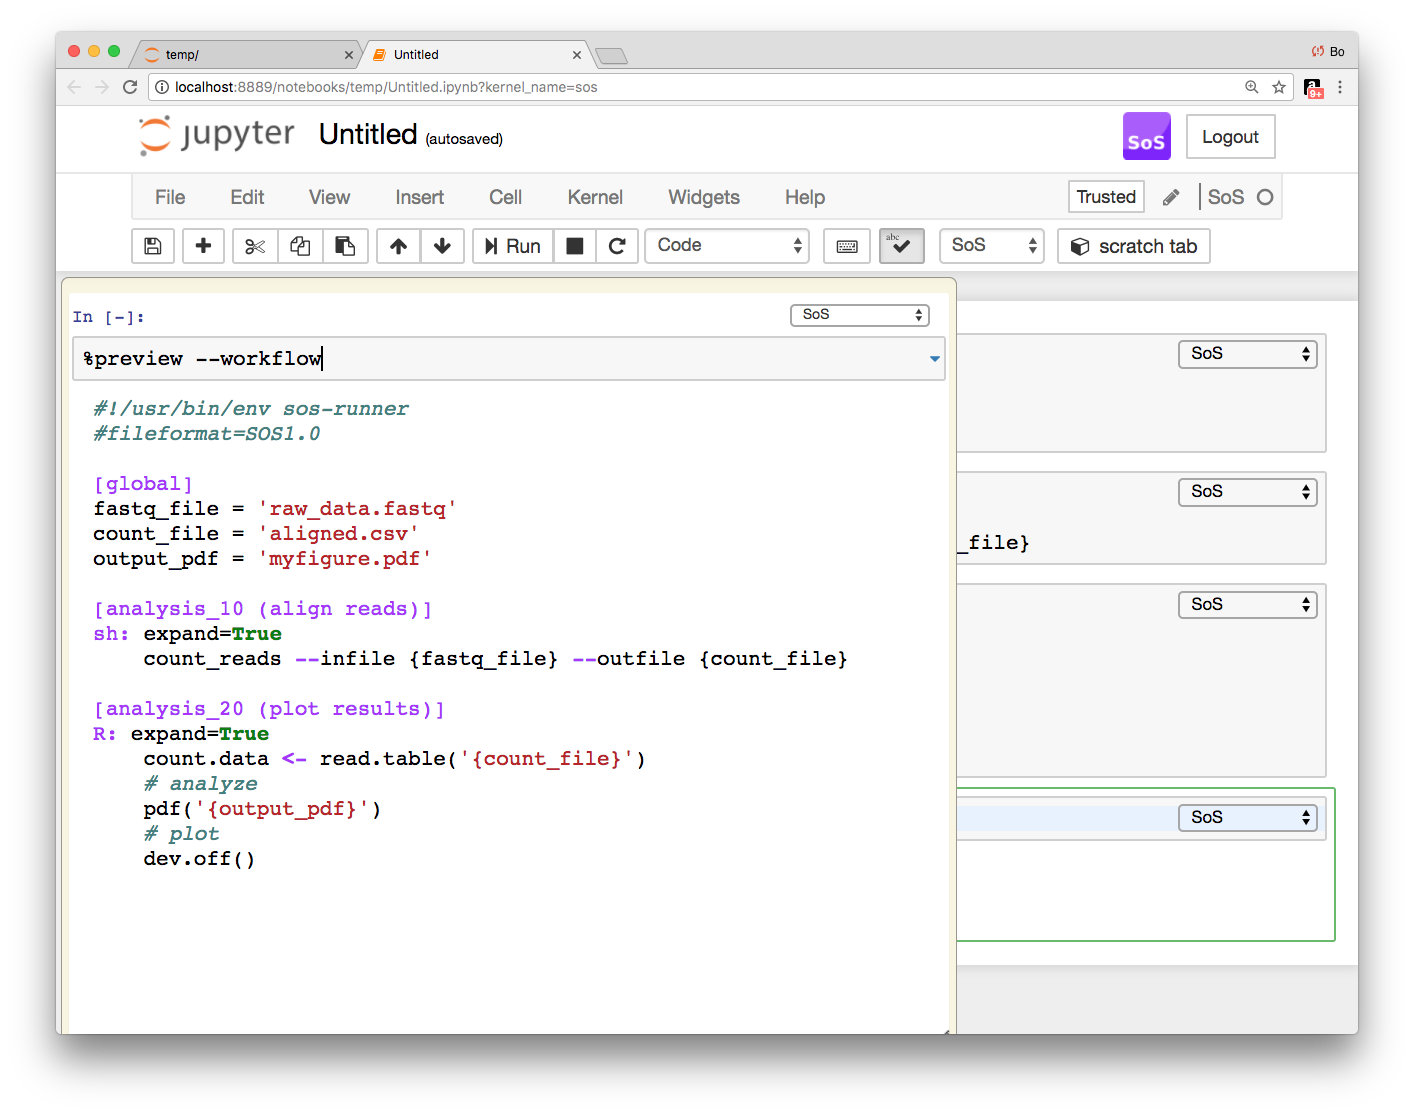 temp/
Untitled
Bo
localhost:8889/notebooks/temp/Untitled.ipynb?kernel_name=sos
a
9+
jupyter Untitled (autosaved)
SoS
Logout
File Edit View Insert Cell Kernel Widgets Help
Trusted
SoS
Run
Code
abc
SoS
scratch tab
In [-]:
SoS
%preview --workflow
#!/usr/bin/env sos-runner
#fileformat=SOS1.0
[global]
fastq_file = 'raw_data.fastq'
count_file = 'aligned.csv'
output_pdf = 'myfigure.pdf'
[analysis_10 (align reads)]
sh: expand=True
count_reads --infile {fastq_file} --outfile {count_file}
[analysis_20 (plot results)]
R: expand=True
count.data <- read.table('{count_file}')
# analyze
pdf('{output_pdf}')
# plot
dev.off()
SoS
SoS
_file}
SoS
SoS